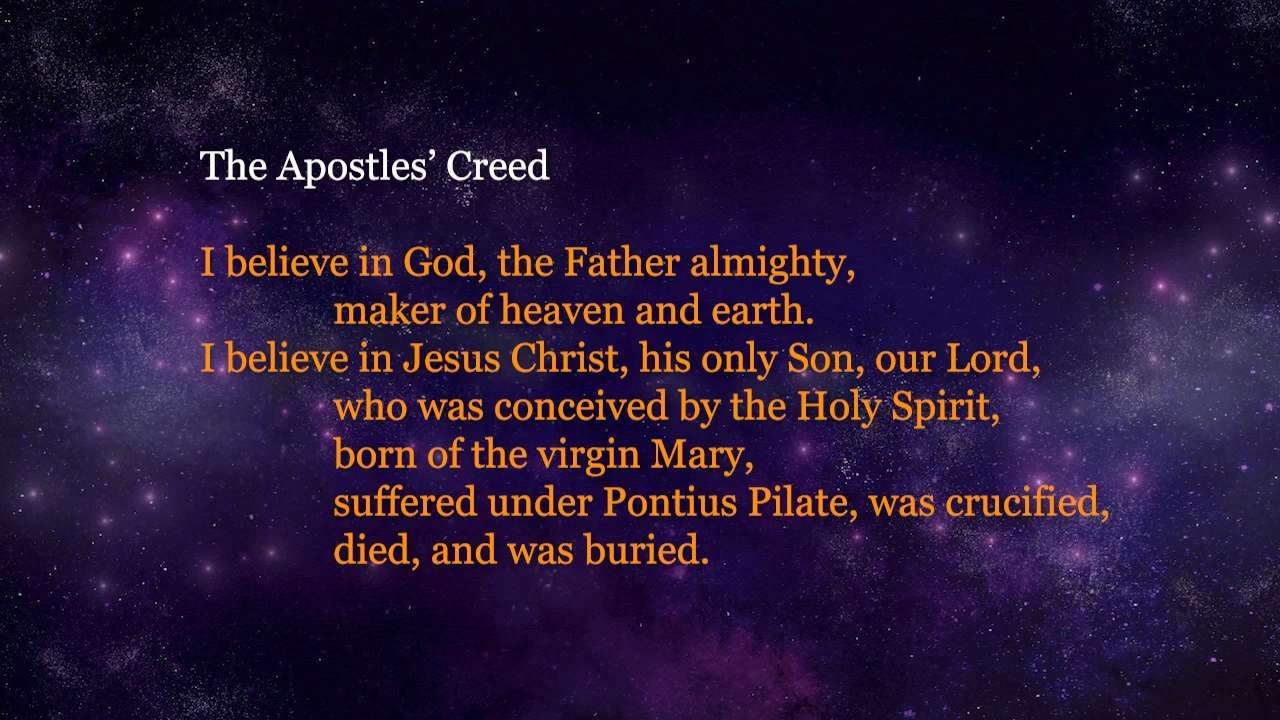 The Apostles’ Creed
I believe in God, the Father almighty,
maker of heaven and earth.
I believe in Jesus Christ, his only Son, our Lord,
who was conceived by the Holy Spirit,
born of the virgin Mary,
suffered under Pontius Pilate, was crucified,
died, and was buried.